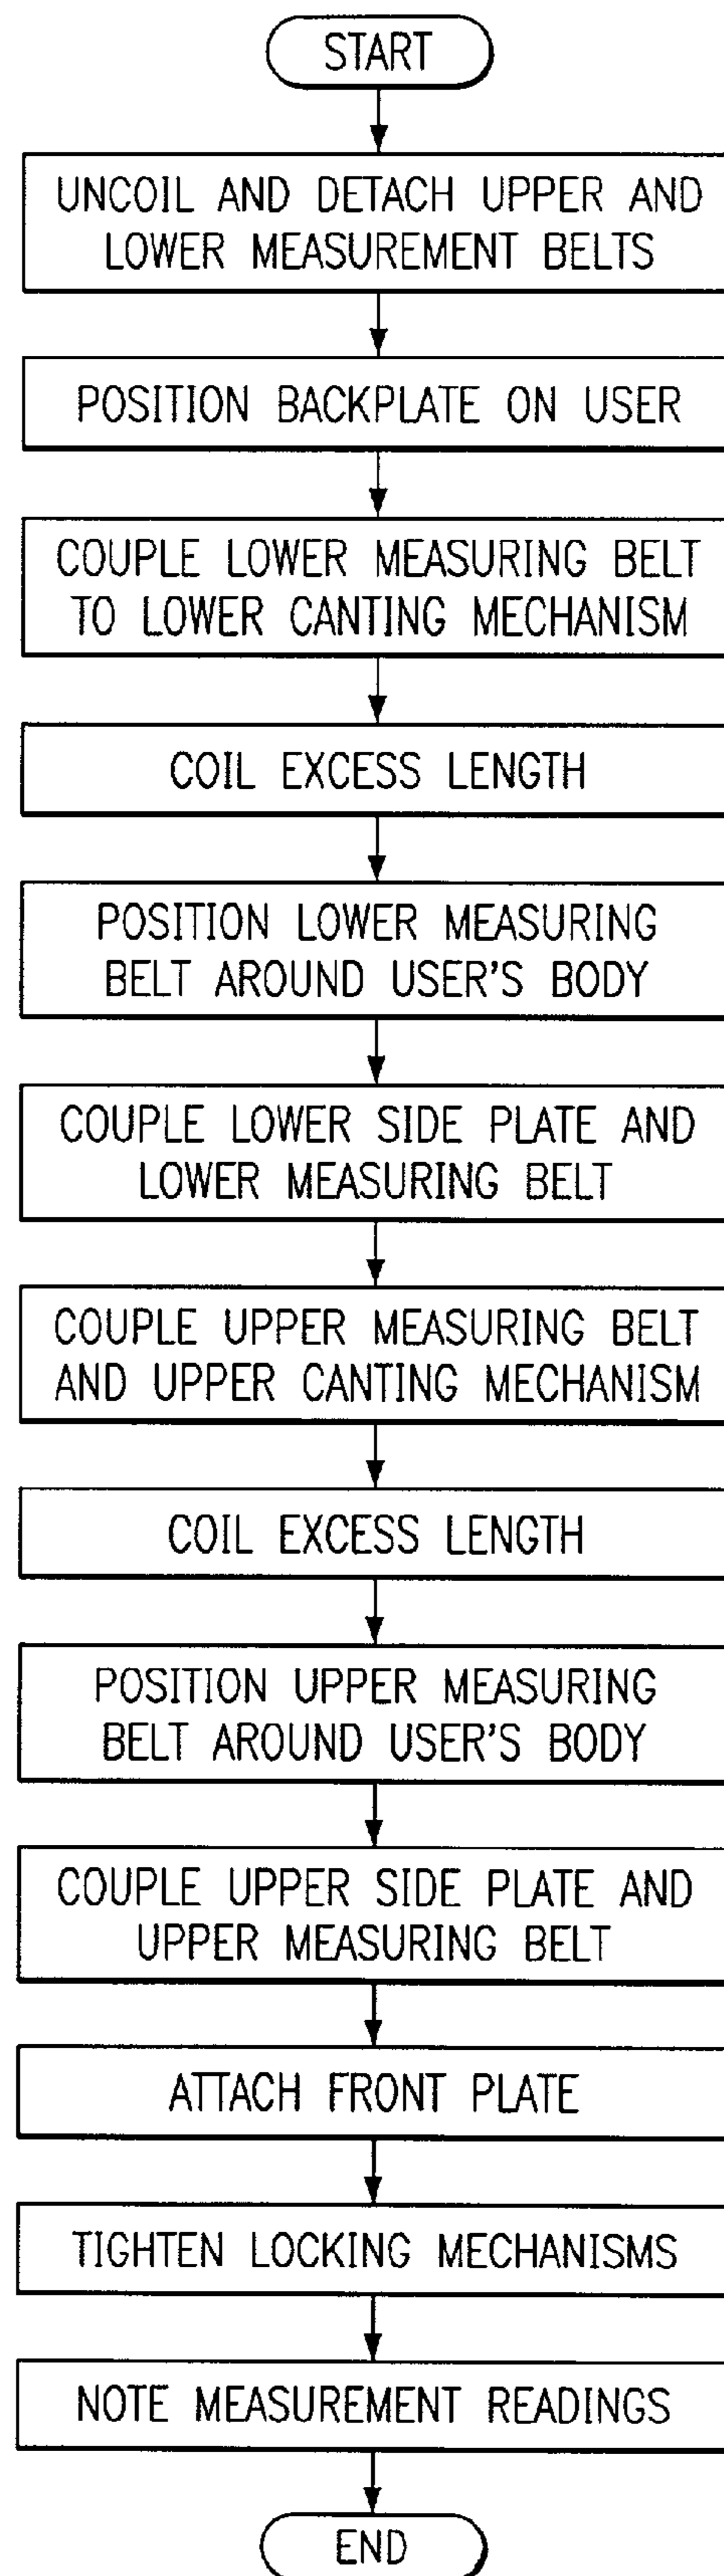 START
UNCOIL AND DETACH UPPER AND
LOWER MEASUREMENT BELTS
POSITION BACKPLATE ON USER
COUPLE LOWER MEASURING BELT
TO LOWER CANTING MECHANISM
COIL EXCESS LENGTH
POSITION LOWER MEASURING
BELT AROUND USER'S BODY
COUPLE LOWER SIDE PLATE AND
LOWER MEASURING BELT
COUPLE UPPER MEASURING BELT
AND UPPER CANTING MECHANISM
COIL EXCESS LENGTH
POSITION UPPER MEASURING
BELT AROUND USER'S BODY
COUPLE UPPER SIDE PLATE AND
UPPER MEASURING BELT
ATTACH FRONT PLATE
TIGHTEN LOCKING MECHANISMS
NOTE MEASUREMENT READINGS
END